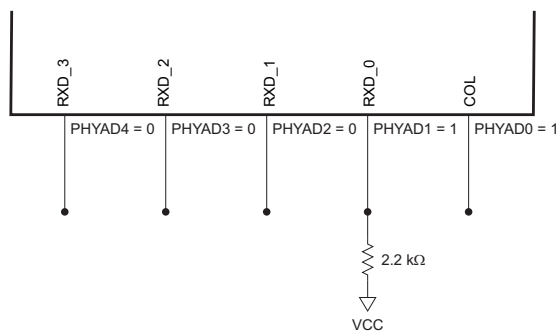 RXD_3
RXD_2
RXD_1
RXD_0
COL
PHYAD4 = 0
PHYAD3 = 0
PHYAD2 = 0
PHYAD1 = 1
PHYAD0 = 1
2.2 kΩ
VCC